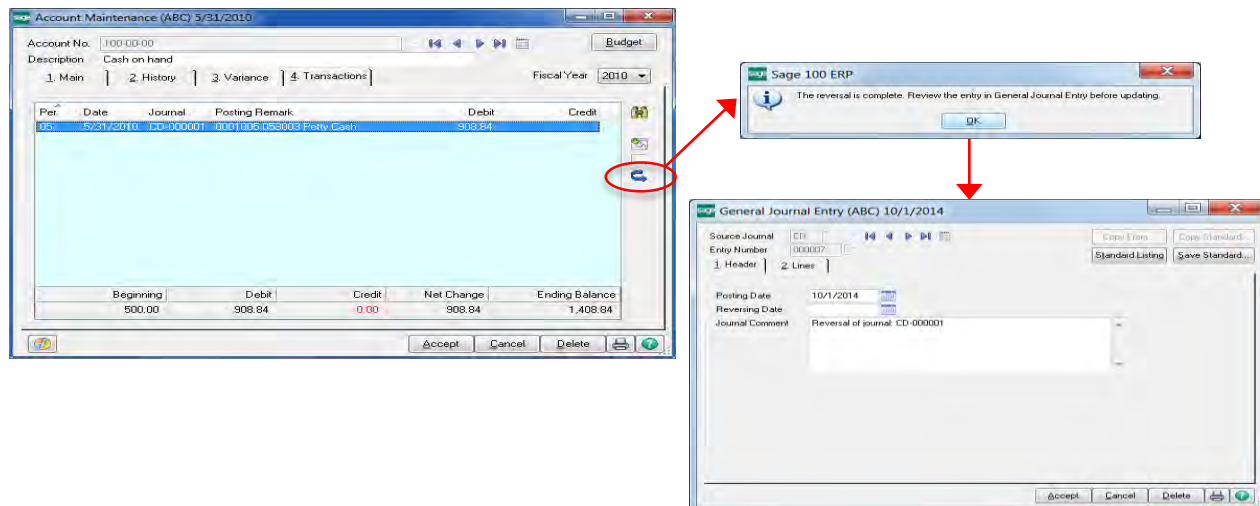 Account Maintenance (ABC) 5/31/2010
Account No. 100-00-00
Budget
Description Cash on hand
1. Main 2. History 3. Variance 4. Transactions
Fiscal Year 2010
Per. Date Journal Posting Remark Debit Credit
05 5/31/2010 CD-000001 0001006 053003 Petty Cash 908.84
Beginning Debit Credit Net Change Ending Balance
500.00 908.84 0.00 908.84 1,408.84
Accept Cancel Delete
sage Sage 100 ERP
The reversal is complete. Review the entry in General Journal Entry before updating.
OK
sage General Journal Entry (ABC) 10/1/2014
Source Journal CD
Copy From... Copy Standard...
Entry Number 000007
Standard Listing Save Standard...
1. Header 2. Lines
Posting Date 10/1/2014
Reversing Date
Journal Comment Reversal of journal: CD-000001
Accept Cancel Delete